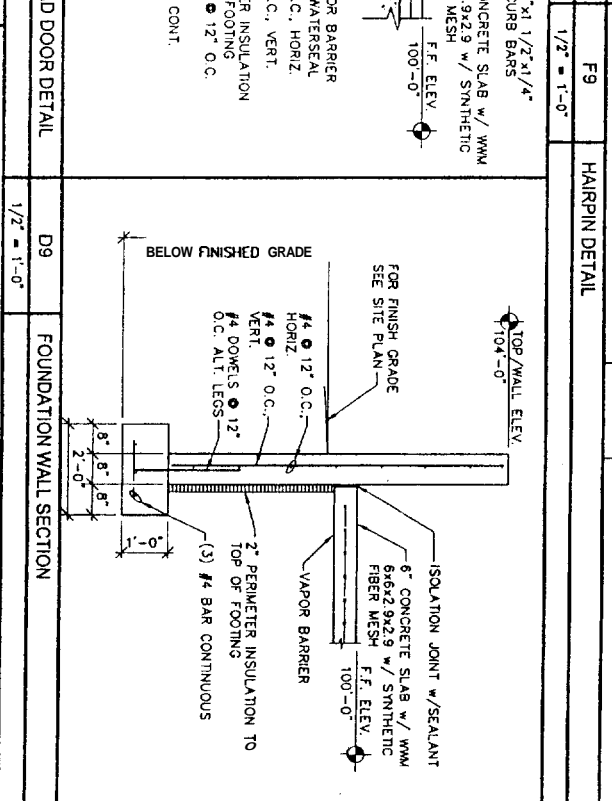 "x1 1/2"x1/4"
CURB BARS
NCRETE SLAB w/ WWM
.9x2.9 w/ SYNTHETIC
MESH
F.F. ELEV.
100'-0"
OR BARRIER
WATERSEAL
.C., HORIZ.
.C., VERT.
ER INSULATION
FOOTING
@ 12" O.C.
CONT.
D DOOR DETAIL
F9
HAIRPIN DETAIL
1/2" = 1'-0"
TOP/WALL ELEV.
104'-0"
FOR FINISH GRADE
SEE SITE PLAN
BELOW FINISHED GRADE
#4 @ 12" O.C.,
HORIZ.
#4 @ 12" O.C.,
VERT.
#4 DOWELS @ 12"
O.C. ALT. LEGS
8"
8"
8"
2'-0"
1'-0"
ISOLATION JOINT w/SEALANT
6" CONCRETE SLAB w/ WWM
6x6x2.9x2.9 w/ SYNTHETIC
FIBER MESH
F.F. ELEV.
100'-0"
VAPOR BARRIER
2" PERIMETER INSULATION TO
TOP OF FOOTING
(3) #4 BAR CONTINUOUS
D9
FOUNDATION WALL SECTION
1/2" = 1'-0"